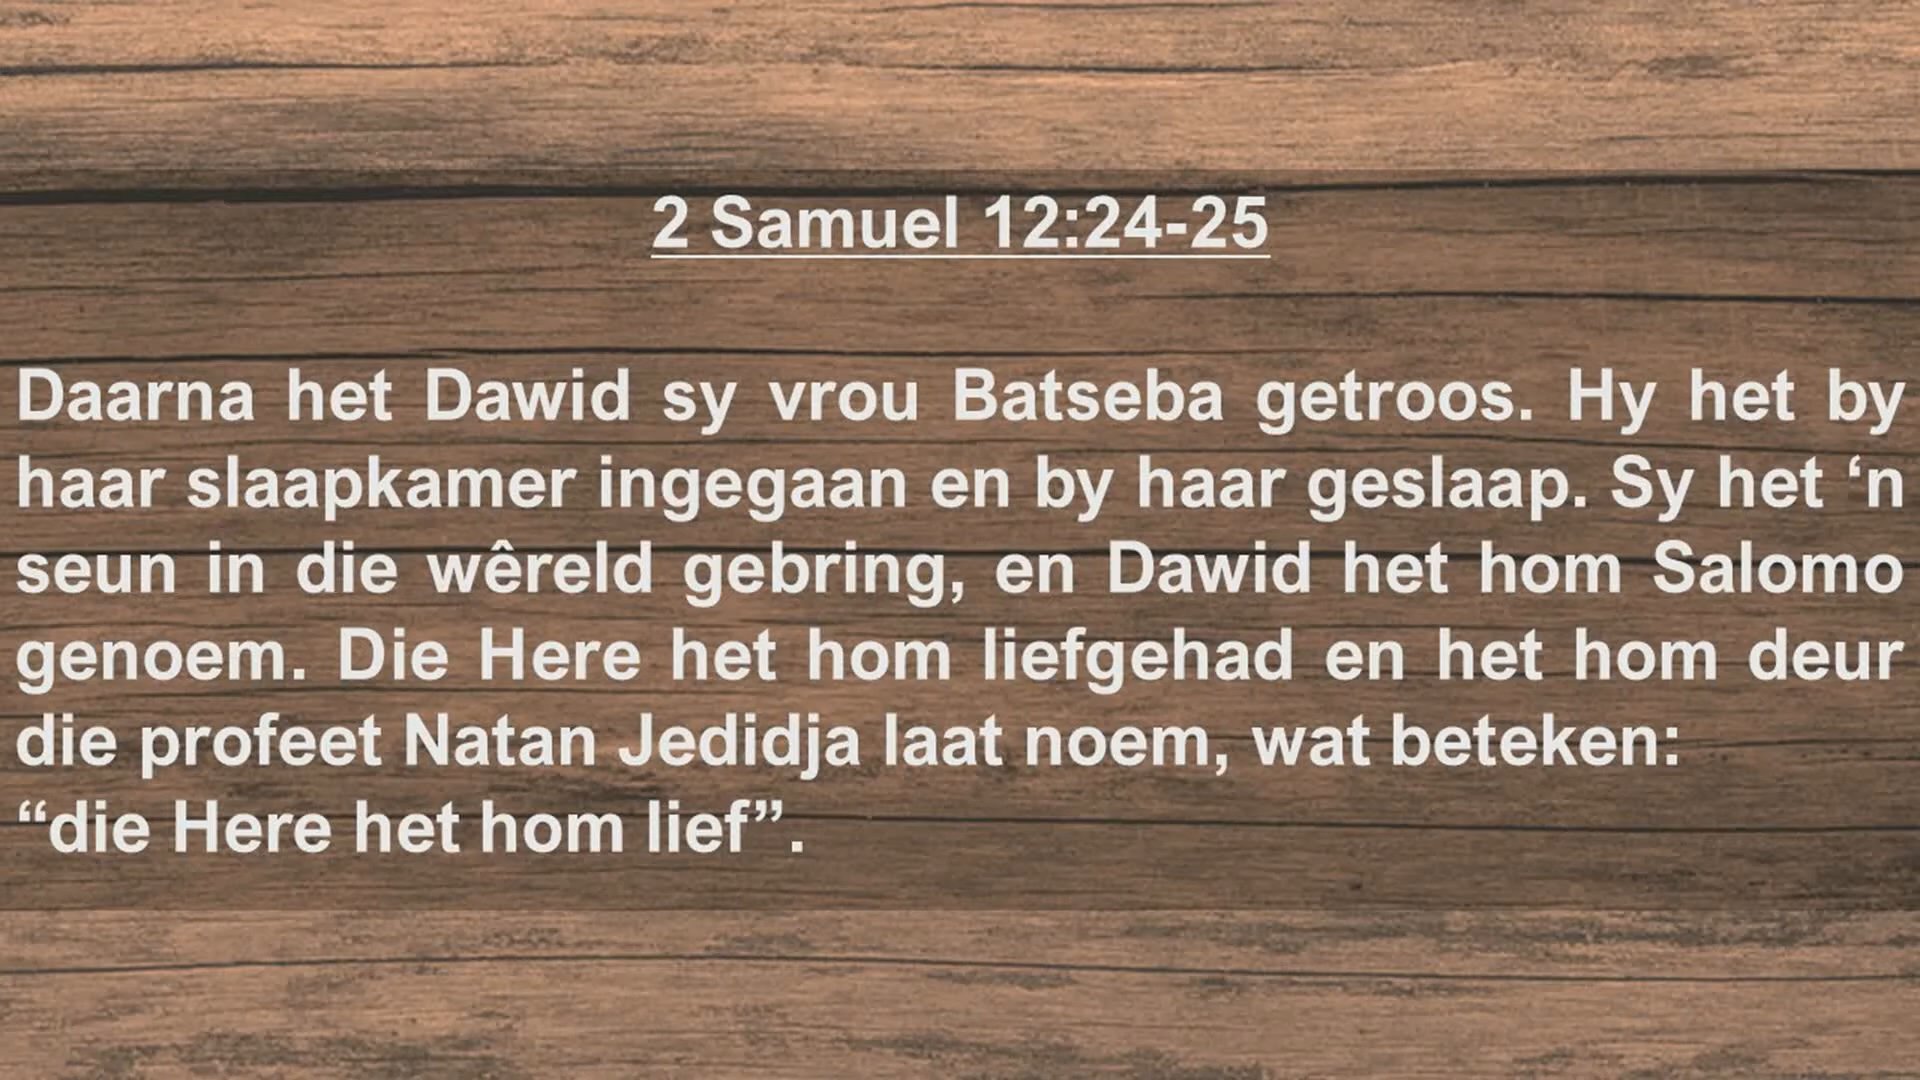 2 Samuel 12:24-25
Daarna het Dawid sy vrou Batseba getroos. Hy het by
haar slaapkamer ingegaan en by haar geslaap. Sy het ‘n
seun in die wêreld gebring, en Dawid het hom Salomo
genoem. Die Here het hom liefgehad en het hom deur
die profeet Natan Jedidja laat noem, wat beteken:
“die Here het hom lief”.